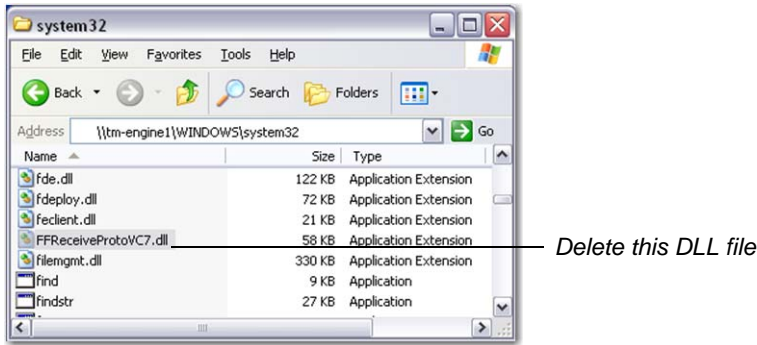 system32
File Edit View Favorites Tools Help
Back Search Folders
Address \\tm-engine1\WINDOWS\system32 Go
Name Size Type
fde.dll 122 KB Application Extension
fdeploy.dll 72 KB Application Extension
feclient.dll 21 KB Application Extension
FFReceiveProtoVC7.dll 58 KB Application Extension Delete this DLL file
filemgmt.dll 330 KB Application Extension
find 9 KB Application
findstr 27 KB Application